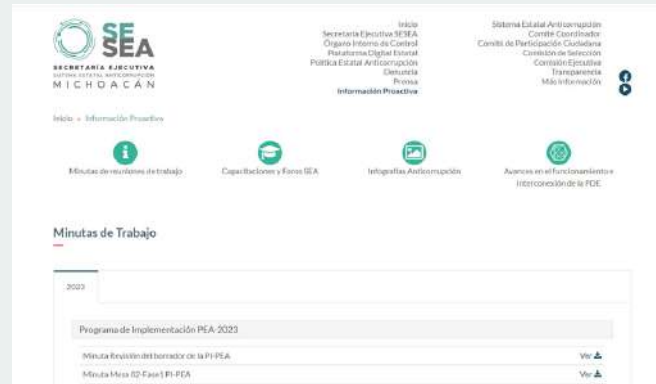 SE
SEA
SECRETARÍA EJECUTIVA
SISTEMA ESTATAL ANTICORRUPCIÓN
MICHOACÁN
Inicio
Secretaría Ejecutiva SESEA
Órgano Interno de Control
Plataforma Digital Estatal
Política Estatal Anticorrupción
Denuncia
Prensa
Información Proactiva
Sistema Estatal Anticorrupción
Comité Coordinador
Comité de Participación Ciudadana
Comisión de Selección
Comisión Ejecutiva
Transparencia
Más Información
Inicio » Información Proactiva
Minutas de reuniones de trabajo
Capacitaciones y Foros SEA
Infografías Anticorrupción
Avances en el funcionamiento e
interconexión de la PDE
Minutas de Trabajo
2023
Programa de Implementación PEA-2023
Minuta Revisión del borrador de la PI-PEA Ver
Minuta Mesa 02-Fase1 PI-PEA Ver